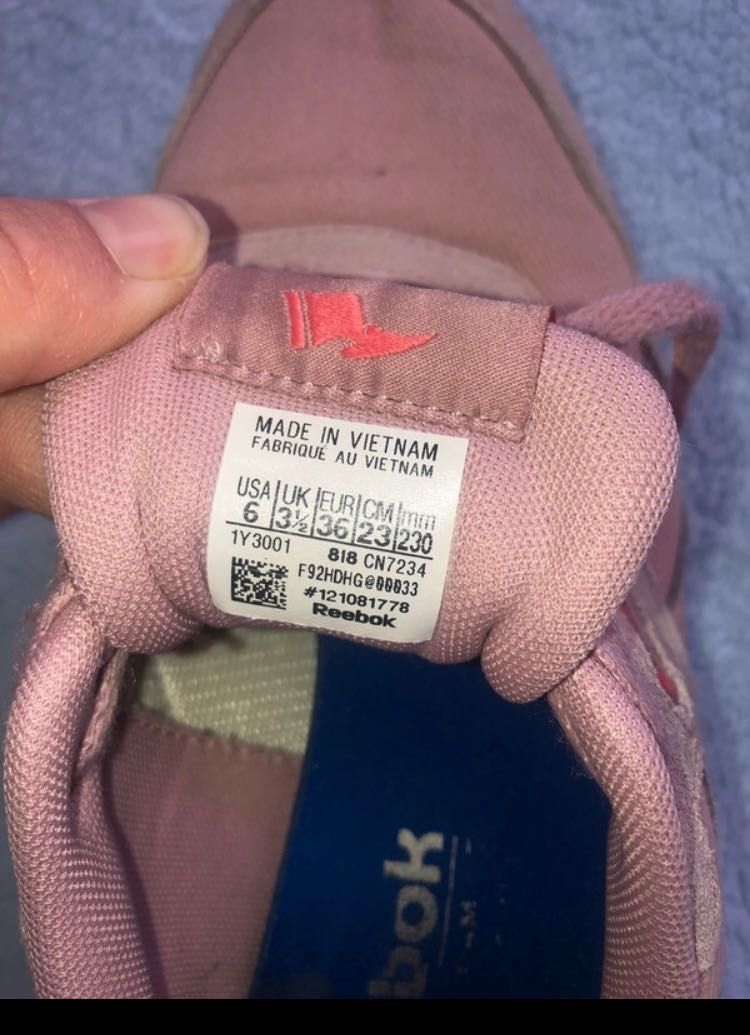 MADE IN VIETNAM
FABRIQUÉ AU VIETNAM
USA UK EUR CM mm
6 3½ 36 23 230
1Y3001 818 CN7234
F92HDHG@00033
#121081778
Reebok
bok